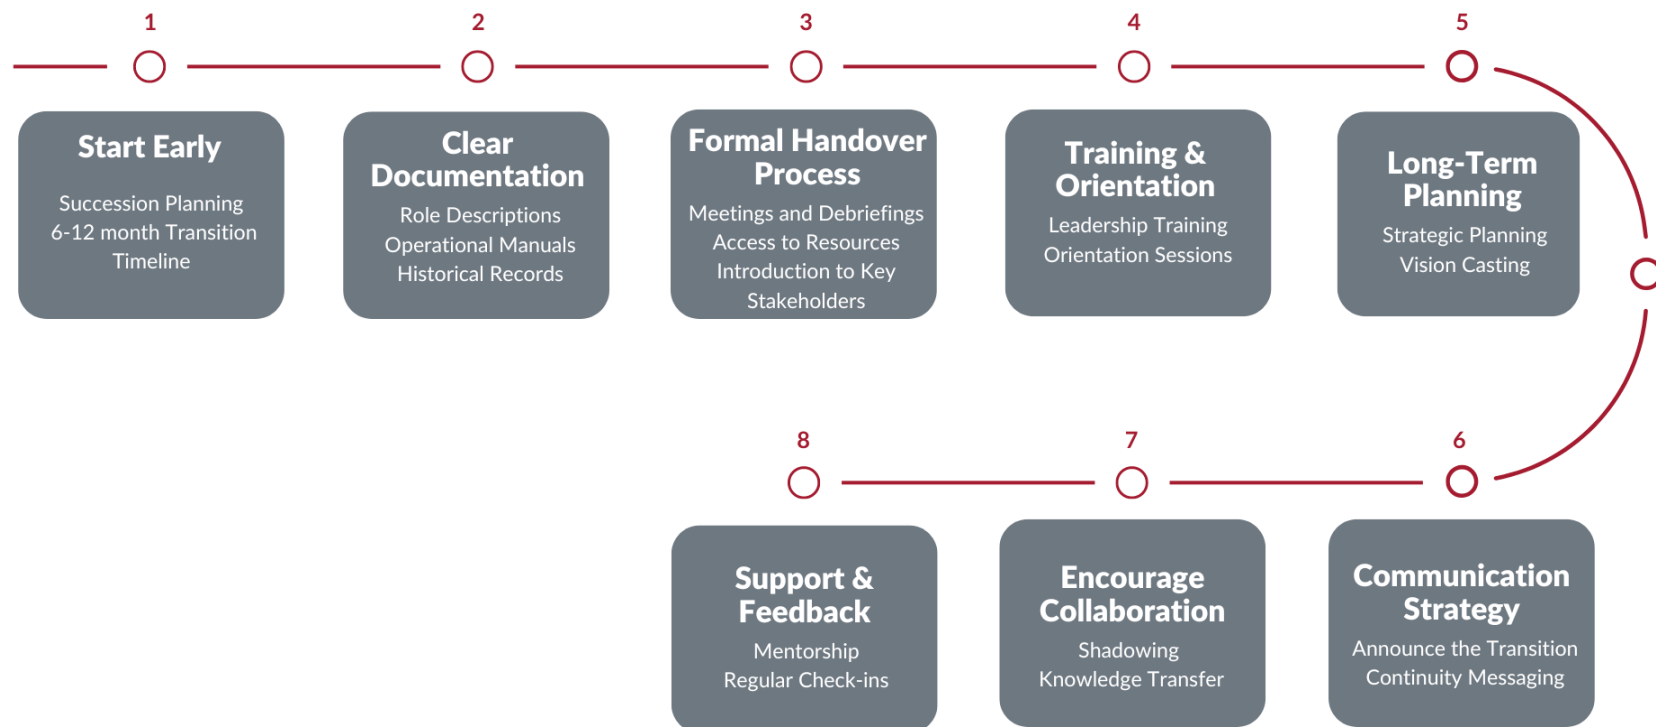 1
Start Early
Succession Planning
6-12 month Transition
Timeline
2
Clear
Documentation
Role Descriptions
Operational Manuals
Historical Records
3
Formal Handover
Process
Meetings and Debriefings
Access to Resources
Introduction to Key
Stakeholders
4
Training &
Orientation
Leadership Training
Orientation Sessions
5
Long-Term
Planning
Strategic Planning
Vision Casting
6
Communication
Strategy
Announce the Transition
Continuity Messaging
7
Encourage
Collaboration
Shadowing
Knowledge Transfer
8
Support &
Feedback
Mentorship
Regular Check-ins